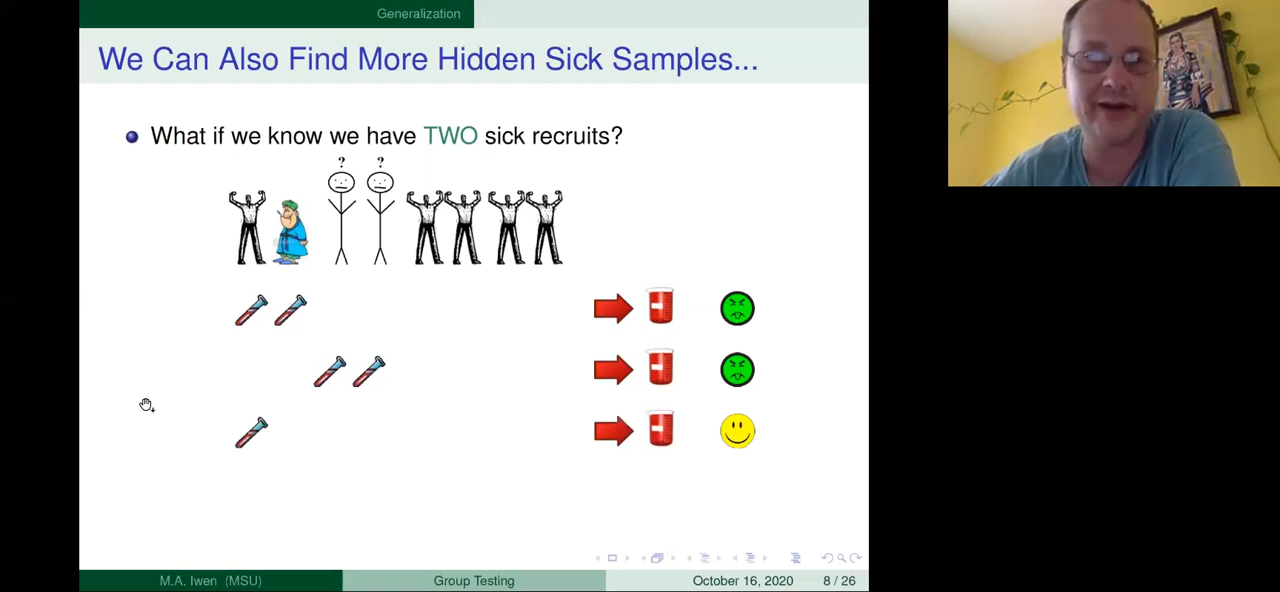 Generalization
We Can Also Find More Hidden Sick Samples...
What if we know we have TWO sick recruits?
? ?
M.A. Iwen (MSU) Group Testing October 16, 2020 8 / 26